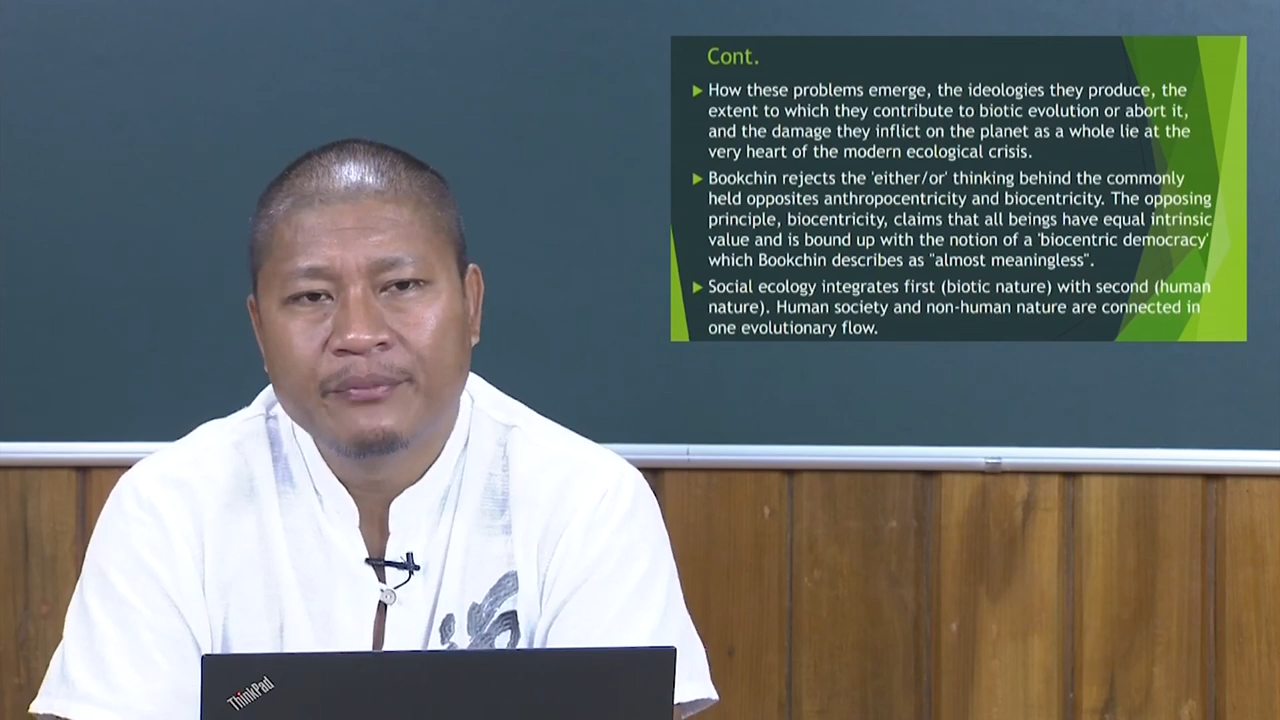 Cont.
How these problems emerge, the ideologies they produce, the
extent to which they contribute to biotic evolution or abort it,
and the damage they inflict on the planet as a whole lie at the
very heart of the modern ecological crisis.
Bookchin rejects the 'either/or' thinking behind the commonly
held opposites anthropocentricity and biocentricity. The opposing
principle, biocentricity, claims that all beings have equal intrinsic
value and is bound up with the notion of a 'biocentric democracy'
which Bookchin describes as "almost meaningless".
Social ecology integrates first (biotic nature) with second (human
nature). Human society and non-human nature are connected in
one evolutionary flow.
ThinkPad